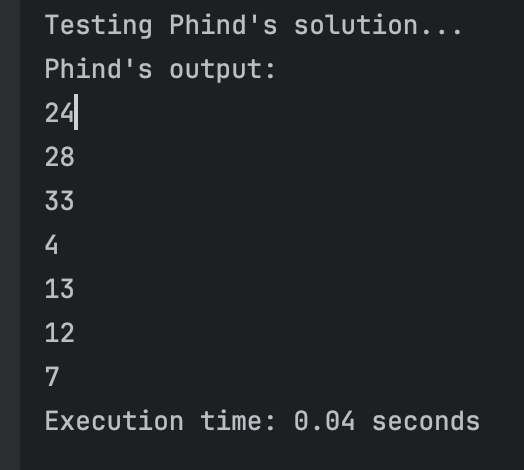 Testing Phind's solution...
Phind's output:
24
28
33
4
13
12
7
Execution time: 0.04 seconds